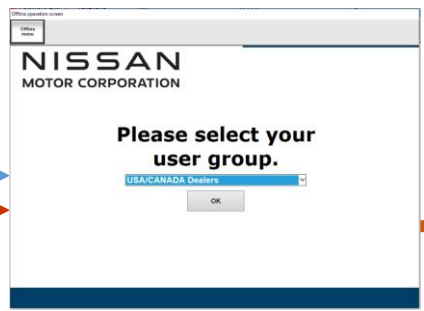 Offline operation screen
Offline
menu
NISSAN
MOTOR CORPORATION
Please select your
user group.
USA/CANADA Dealers
OK